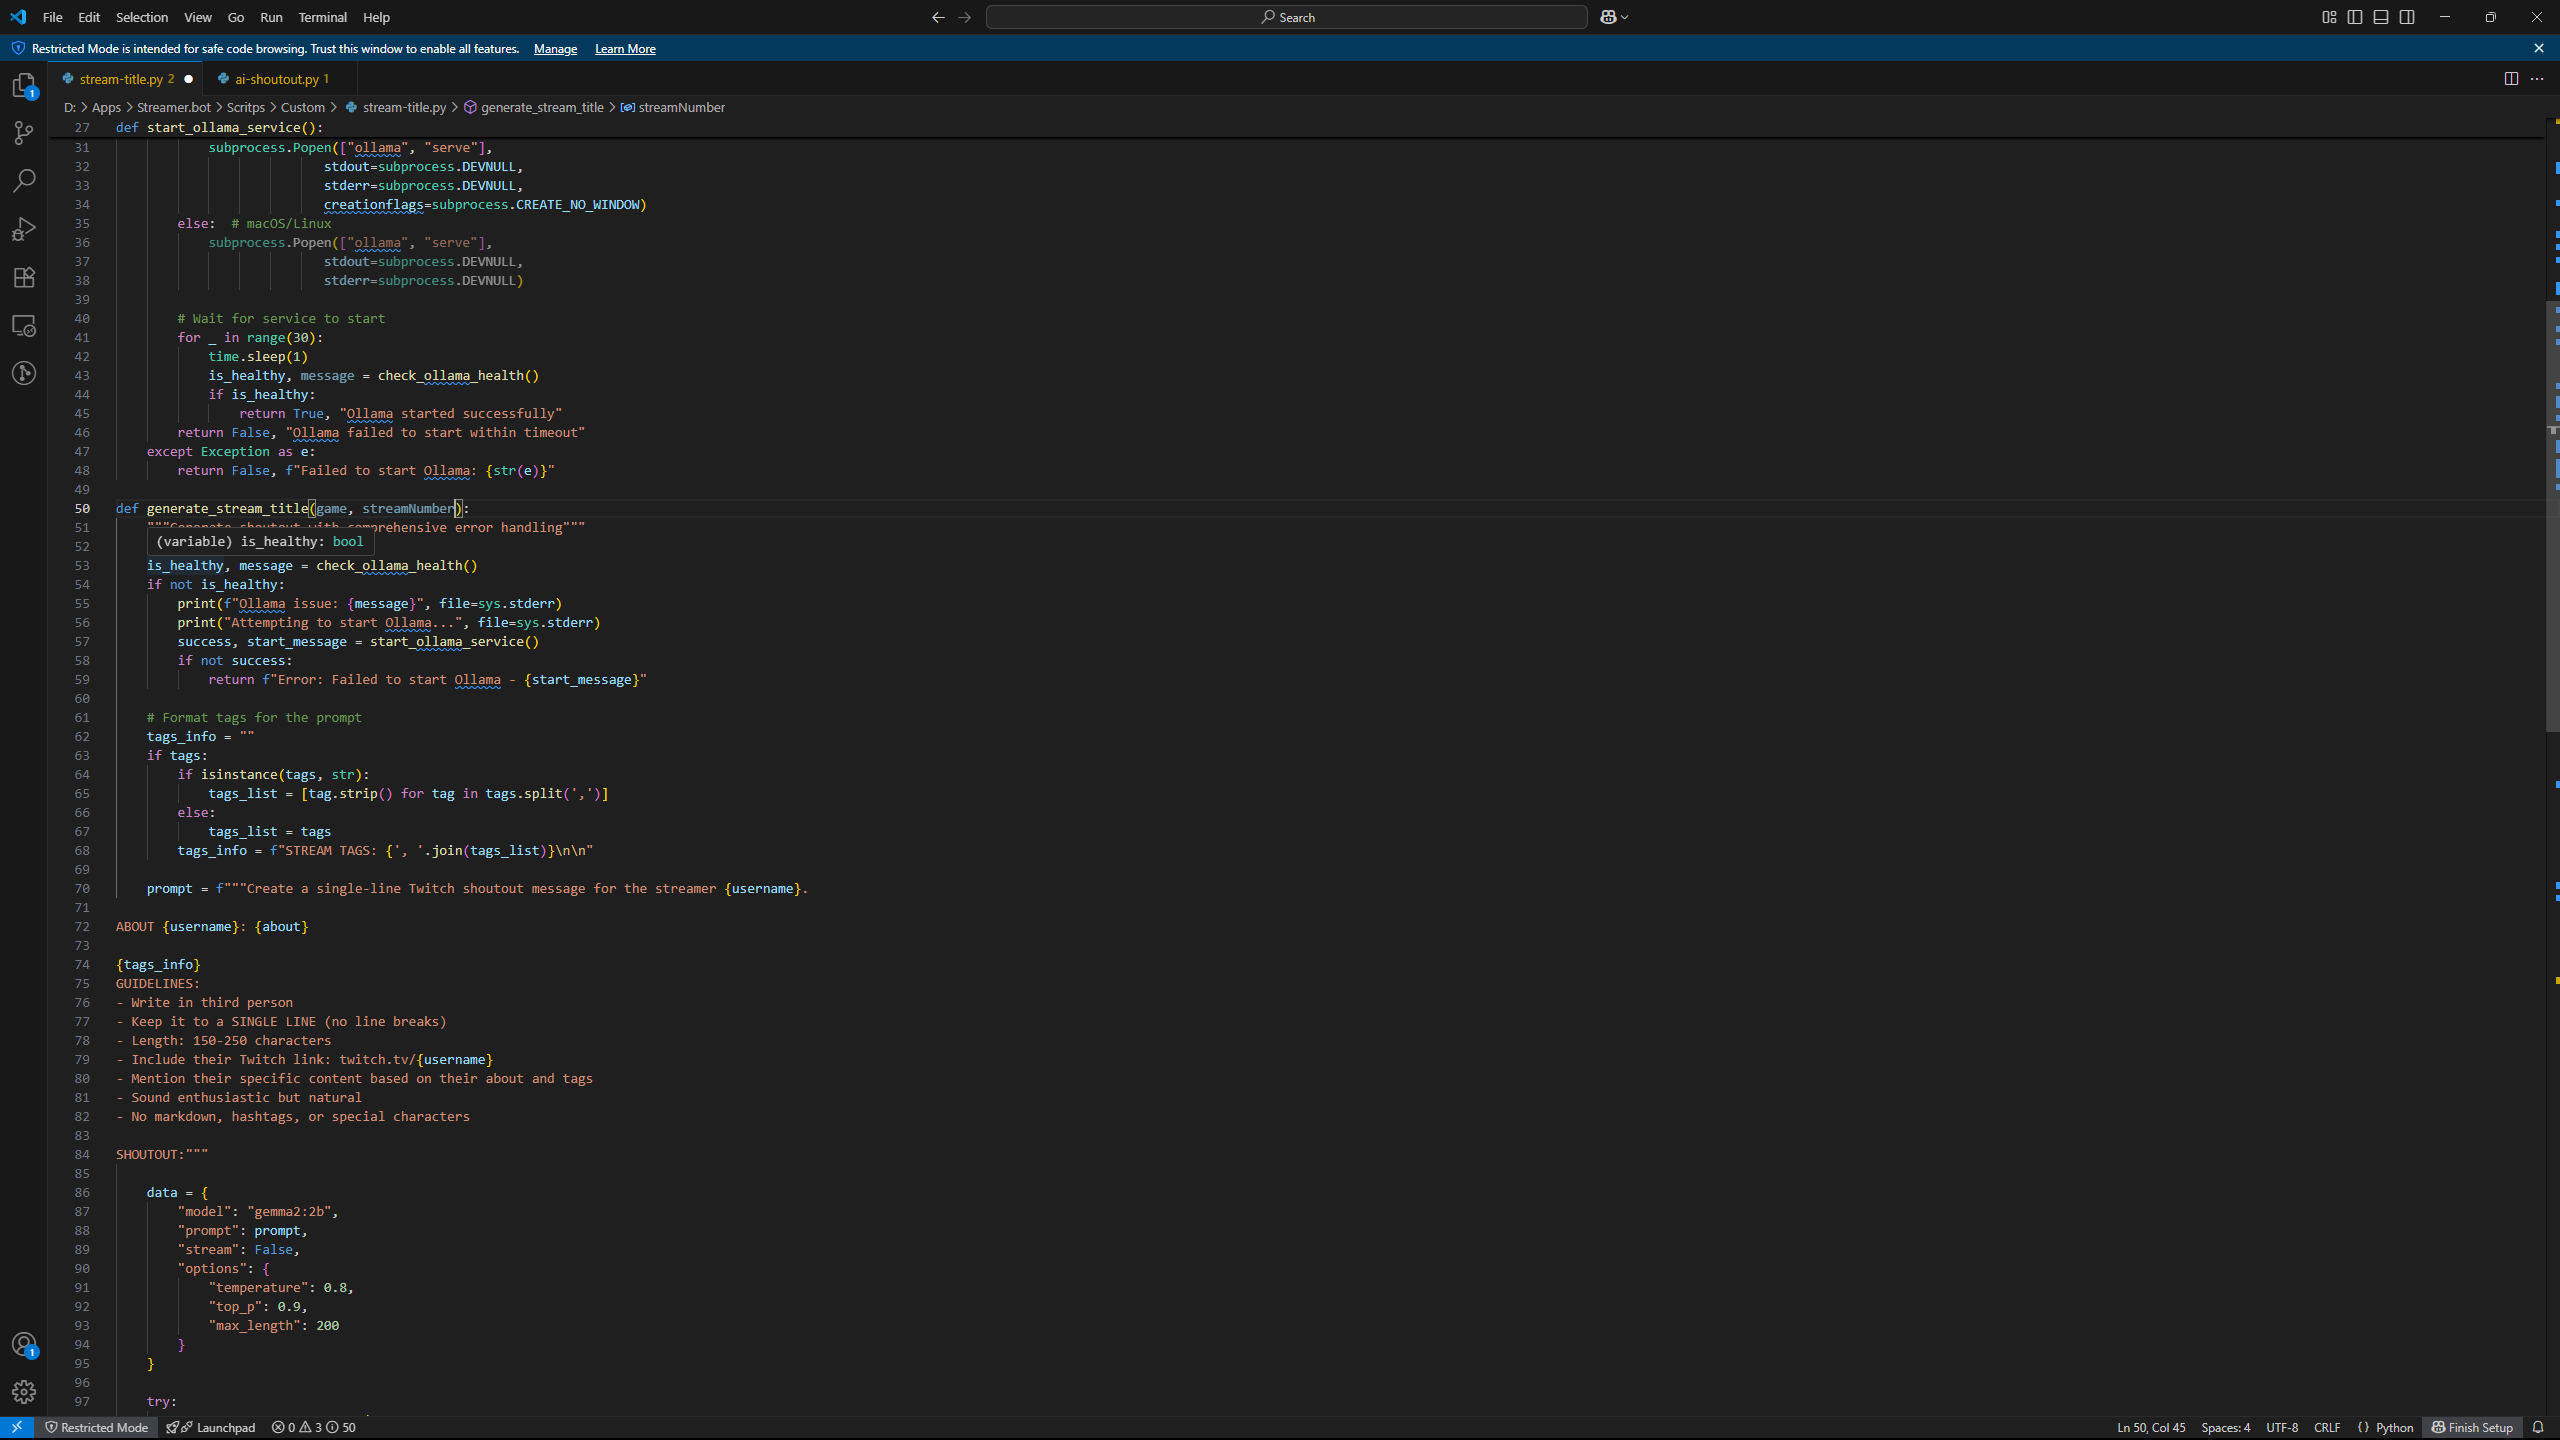 File Edit Selection View Go Run Terminal Help Search
Restricted Mode is intended for safe code browsing. Trust this window to enable all features. Manage Learn More
stream-title.py 2 ai-shoutout.py 1
D: > Apps > Streamer.bot > Scritps > Custom > stream-title.py > generate_stream_title > streamNumber
27 def start_ollama_service():
31 subprocess.Popen(["ollama", "serve"],
32 stdout=subprocess.DEVNULL,
33 stderr=subprocess.DEVNULL,
34 creationflags=subprocess.CREATE_NO_WINDOW)
35 else:  # macOS/Linux
36 subprocess.Popen(["ollama", "serve"],
37 stdout=subprocess.DEVNULL,
38 stderr=subprocess.DEVNULL)
39
40 # Wait for service to start
41 for _ in range(30):
42 time.sleep(1)
43 is_healthy, message = check_ollama_health()
44 if is_healthy:
45 return True, "Ollama started successfully"
46 return False, "Ollama failed to start within timeout"
47 except Exception as e:
48 return False, f"Failed to start Ollama: {str(e)}"
49
50 def generate_stream_title(game, streamNumber):
51 """Generate shoutout with comprehensive error handling"""
52 (variable) is_healthy: bool
53 is_healthy, message = check_ollama_health()
54 if not is_healthy:
55 print(f"Ollama issue: {message}", file=sys.stderr)
56 print("Attempting to start Ollama...", file=sys.stderr)
57 success, start_message = start_ollama_service()
58 if not success:
59 return f"Error: Failed to start Ollama - {start_message}"
60
61 # Format tags for the prompt
62 tags_info = ""
63 if tags:
64 if isinstance(tags, str):
65 tags_list = [tag.strip() for tag in tags.split(',')]
66 else:
67 tags_list = tags
68 tags_info = f"STREAM TAGS: {', '.join(tags_list)}\n\n"
69
70 prompt = f"""Create a single-line Twitch shoutout message for the streamer {username}.
71
72 ABOUT {username}: {about}
73
74 {tags_info}
75 GUIDELINES:
76 - Write in third person
77 - Keep it to a SINGLE LINE (no line breaks)
78 - Length: 150-250 characters
79 - Include their Twitch link: twitch.tv/{username}
80 - Mention their specific content based on their about and tags
81 - Sound enthusiastic but natural
82 - No markdown, hashtags, or special characters
83
84 SHOUTOUT:"""
85
86 data = {
87 "model": "gemma2:2b",
88 "prompt": prompt,
89 "stream": False,
90 "options": {
91 "temperature": 0.8,
92 "top_p": 0.9,
93 "max_length": 200
94 }
95 }
96
97 try:
Restricted Mode Launchpad 0 3 50 Ln 50, Col 45 Spaces: 4 UTF-8 CRLF {} Python Finish Setup